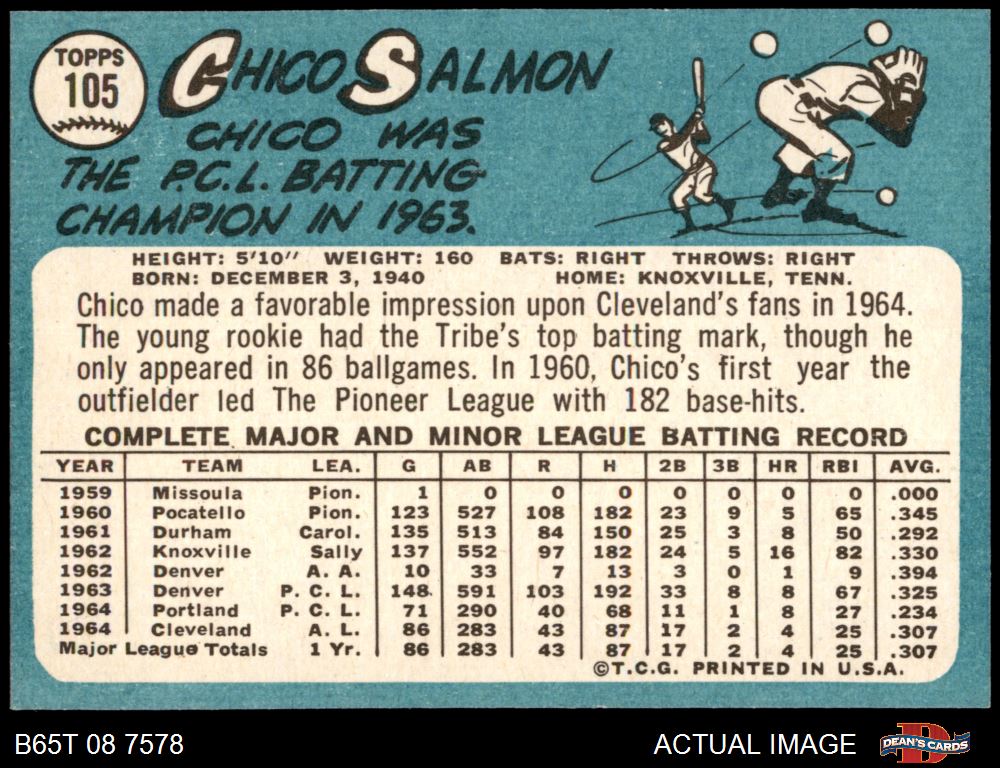 TOPPS
105
CHICO SALMON
CHICO WAS
THE P.C.L. BATTING
CHAMPION IN 1963.
HEIGHT: 5'10" WEIGHT: 160 BATS: RIGHT THROWS: RIGHT
BORN: DECEMBER 3, 1940 HOME: KNOXVILLE, TENN.
Chico made a favorable impression upon Cleveland's fans in 1964.
The young rookie had the Tribe's top batting mark, though he
only appeared in 86 ballgames. In 1960, Chico's first year the
outfielder led The Pioneer League with 182 base-hits.
COMPLETE MAJOR AND MINOR LEAGUE BATTING RECORD
YEAR TEAM LEA. G AB R H 2B 3B HR RBI AVG.
1959 Missoula Pion. 1 0 0 0 0 0 0 0 .000
1960 Pocatello Pion. 123 527 108 182 23 9 5 65 .345
1961 Durham Carol. 135 513 84 150 25 3 8 50 .292
1962 Knoxville Sally 137 552 97 182 24 5 16 82 .330
1962 Denver A. A. 10 33 7 13 3 0 1 9 .394
1963 Denver P. C. L. 148 591 103 192 33 8 8 67 .325
1964 Portland P. C. L. 71 290 40 68 11 1 8 27 .234
1964 Cleveland A. L. 86 283 43 87 17 2 4 25 .307
Major League Totals 1 Yr. 86 283 43 87 17 2 4 25 .307
©T.C.G. PRINTED IN U.S.A.
B65T 08 7578 ACTUAL IMAGE DEAN'S CARDS